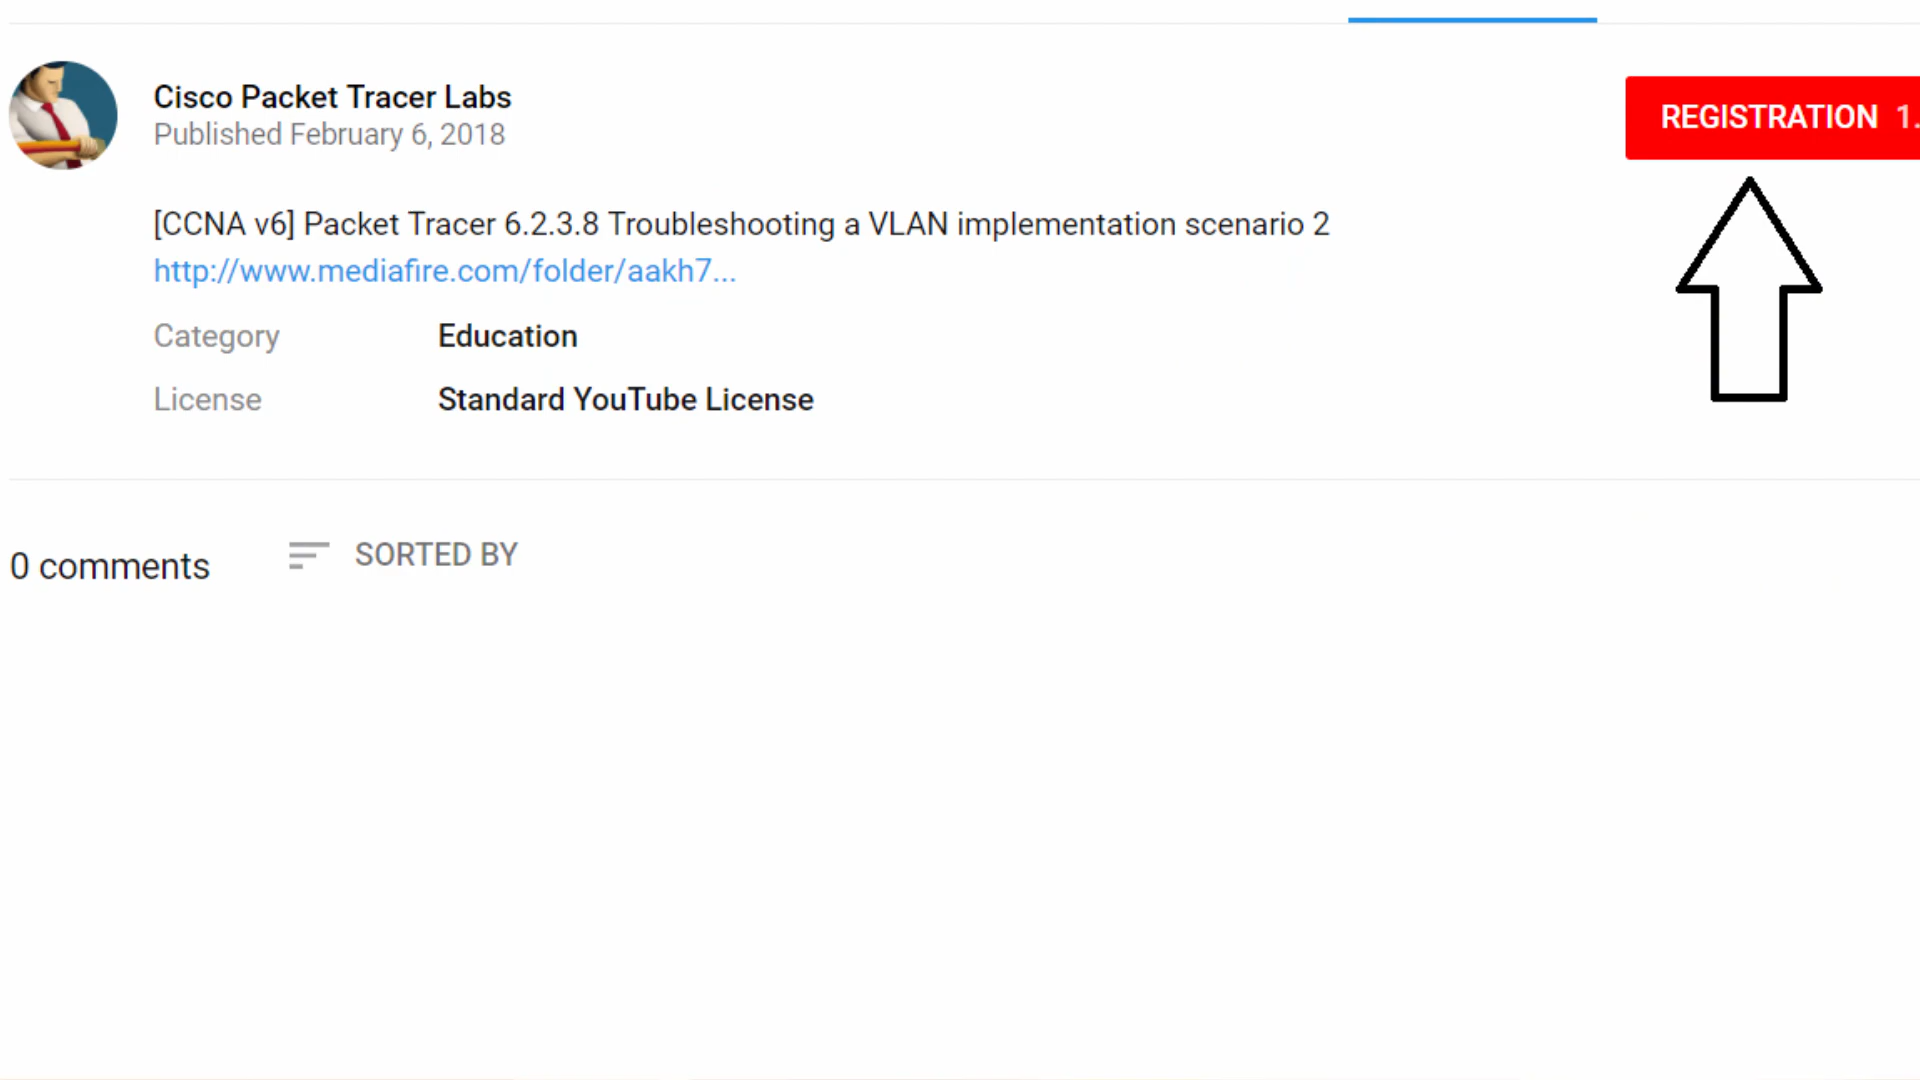 Cisco Packet Tracer Labs
Published February 6, 2018
REGISTRATION 1.
[CCNA v6] Packet Tracer 6.2.3.8 Troubleshooting a VLAN implementation scenario 2
http://www.mediafire.com/folder/aakh7...
Category Education
License Standard YouTube License
0 comments SORTED BY